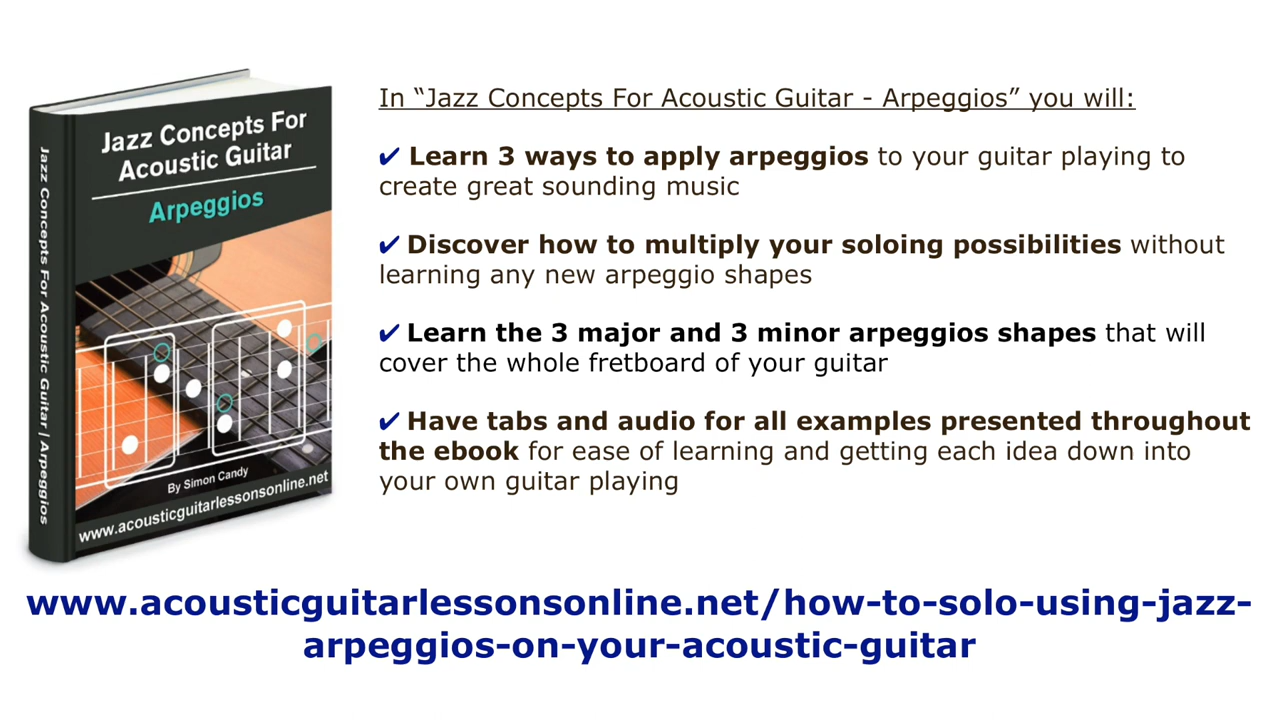 Jazz Concepts For
Acoustic Guitar
Arpeggios
By Simon Candy
www.acousticguitarlessonsonline.net
Jazz Concepts For Acoustic Guitar | Arpeggios
In “Jazz Concepts For Acoustic Guitar - Arpeggios” you will:
✔ Learn 3 ways to apply arpeggios to your guitar playing to
create great sounding music
✔ Discover how to multiply your soloing possibilities without
learning any new arpeggio shapes
✔ Learn the 3 major and 3 minor arpeggios shapes that will
cover the whole fretboard of your guitar
✔ Have tabs and audio for all examples presented throughout
the ebook for ease of learning and getting each idea down into
your own guitar playing
www.acousticguitarlessonsonline.net/how-to-solo-using-jazz-
arpeggios-on-your-acoustic-guitar